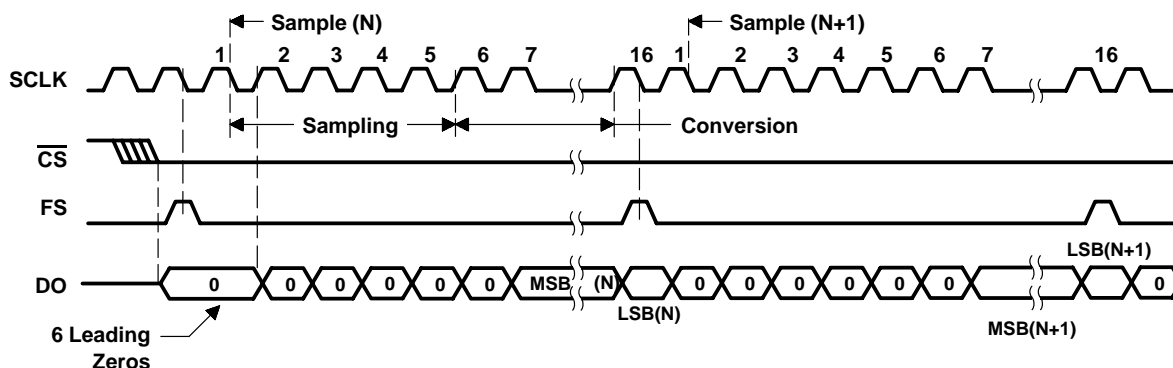 Sample (N)
Sample (N+1)
1 2 3 4 5 6 7 16 1 2 3 4 5 6 7 16
SCLK
Sampling
Conversion
CS
FS
LSB(N+1)
DO
0 0 0 0 0 0 MSB (N) 0 0 0 0 0 0 0
LSB(N)
MSB(N+1)
6 Leading
Zeros